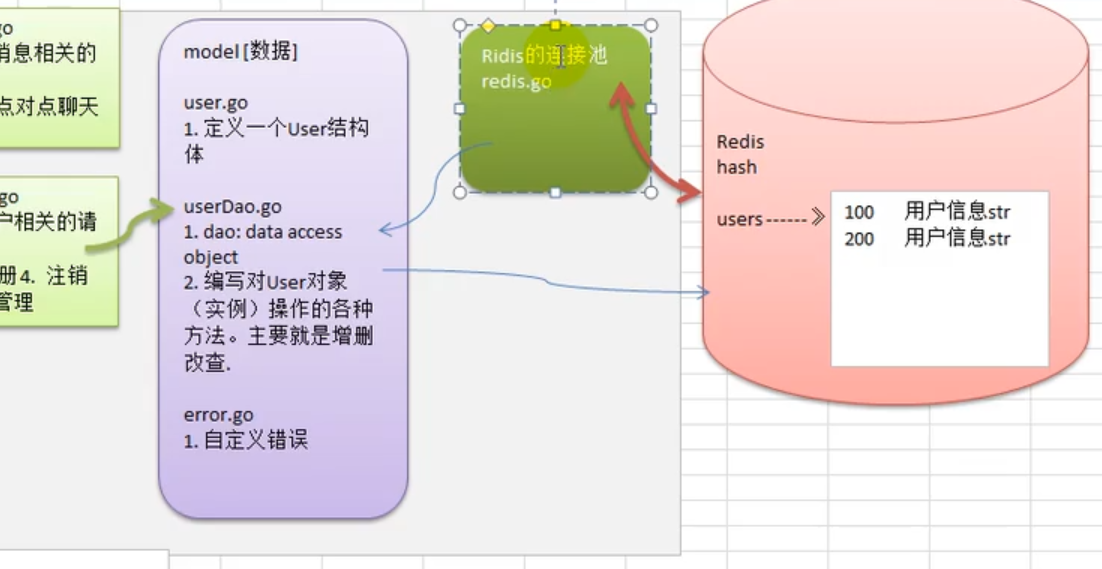 go
消息相关的
点对点聊天
go
户相关的请
册4. 注销
管理
model [数据]
user.go
1. 定义一个User结构
体
userDao.go
1. dao: data access
object
2. 编写对User对象
（实例）操作的各种
方法。主要就是增删
改查.
error.go
1. 自定义错误
Ridis的连接池
redis.go
Redis
hash
users ------ 》
100 用户信息str
200 用户信息str